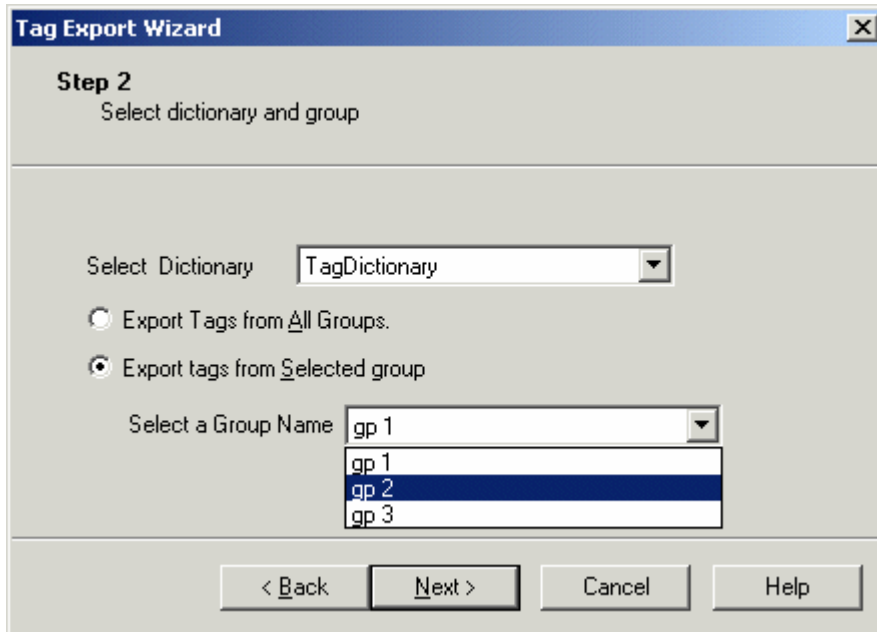 Tag Export Wizard
Step 2
Select dictionary and group
Select Dictionary TagDictionary
Export Tags from All Groups.
Export tags from Selected group
Select a Group Name gp 1
gp 1
gp 2
gp 3
< Back Next > Cancel Help